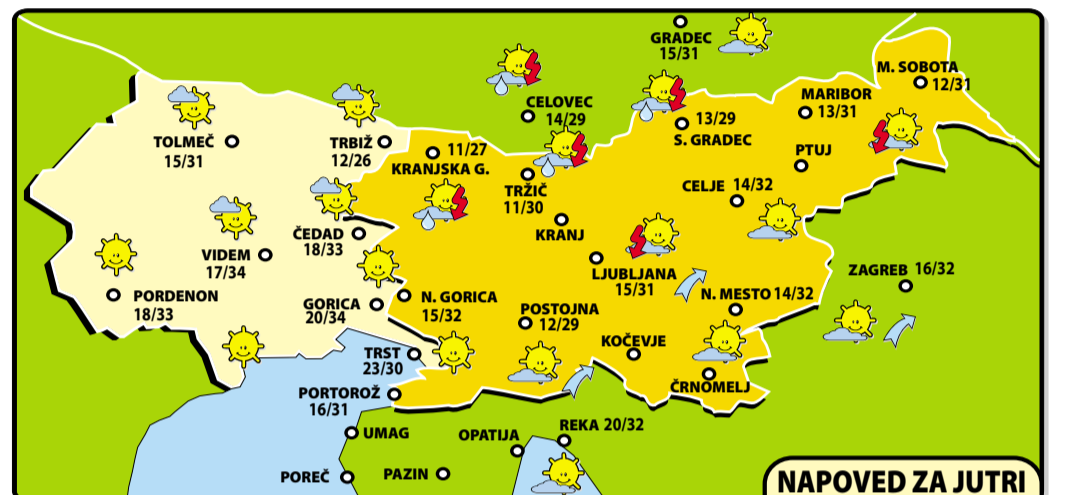 GRADEC
15/31
M. SOBOTA
12/31
MARIBOR
13/31
CELOVEC
14/29
13/29
S. GRADEC
TOLMEČ
15/31
TRBIŽ
12/26
11/27
KRANJSKA G.
PTUJ
TRŽIČ
11/30
CELJE 14/32
KRANJ
ČEDAD
18/33
VIDEM
17/34
LJUBLJANA
15/31
ZAGREB 16/32
PORDENON
18/33
GORICA
20/34
N. GORICA
15/32
N. MESTO 14/32
POSTOJNA
12/29
KOČEVJE
TRST
23/30
ČRNOMELJ
PORTOROŽ
16/31
UMAG
OPATIJA
REKA 20/32
POREČ
PAZIN
NAPOVED ZA JUTRI